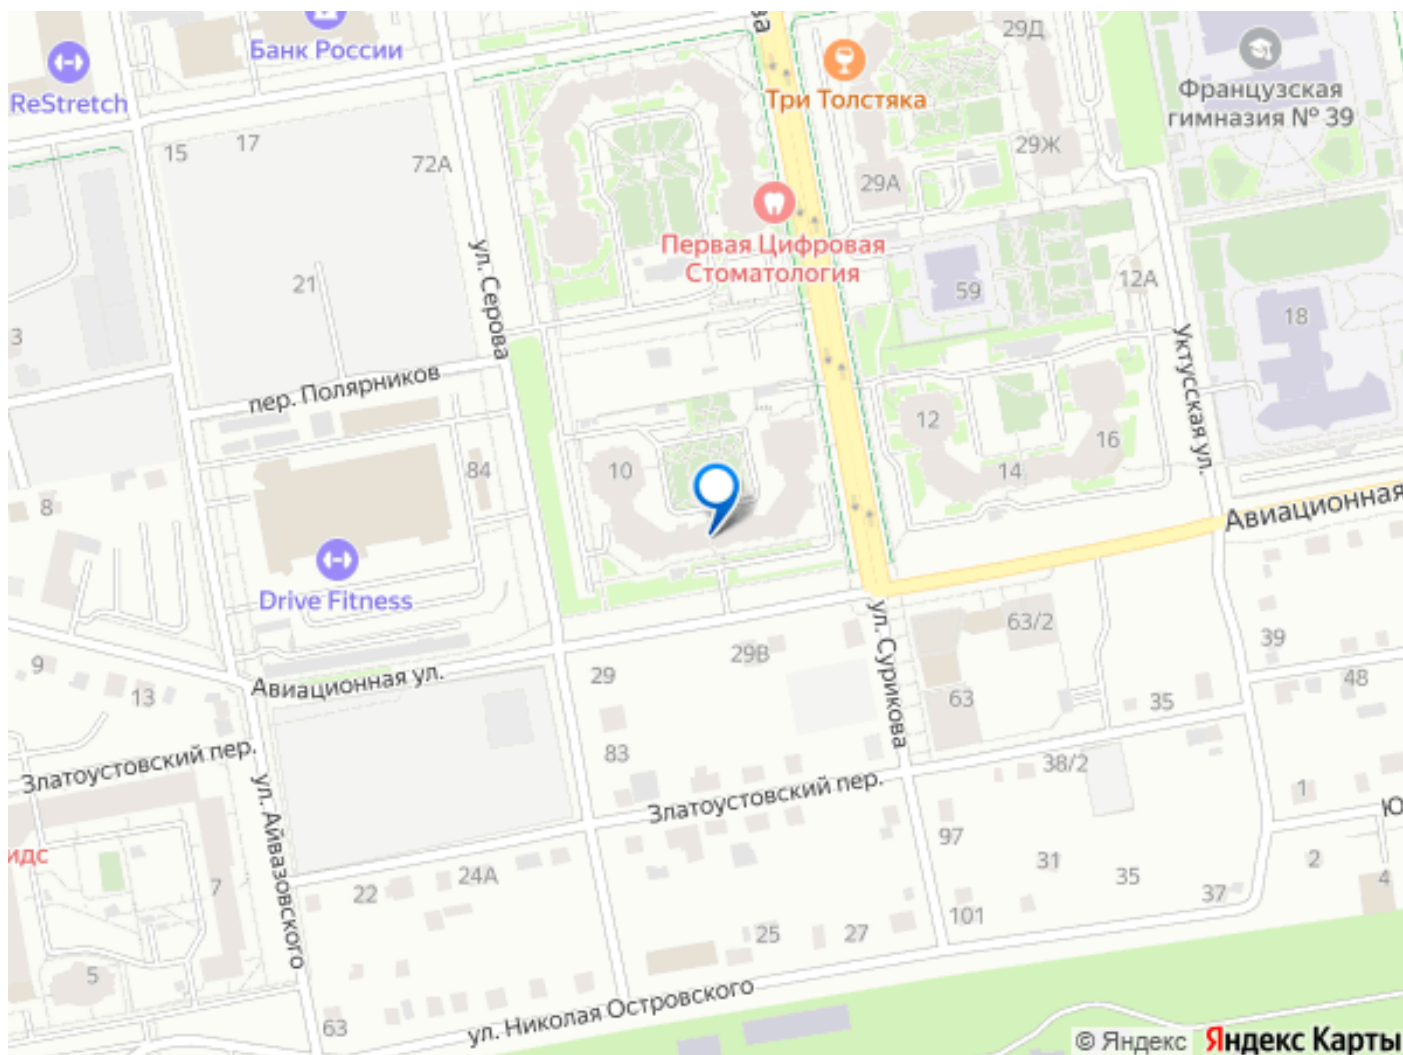 ва
29Д
Банк России
ReStretch
Три Толстяка
Французская
гимназия № 39
15
17
72А
29Ж
29А
ул. Серова
Первая Цифровая
Стоматология
21
59
12А
18
3
пер. Полярников
Уктусская ул.
12
16
14
10
84
8
Авиационная
Drive Fitness
ул. Сурикова
63/2
39
29В
9
13
Авиационная ул.
29
48
63
35
83
Златоустовский пер.
38/2
Златоустовский пер.
1
Ю
97
ул. Айвазовского
идс
7
22
24А
31
35
2
4
37
101
25
27
5
63
ул. Николая Островского
© Яндекс Яндекс Карты